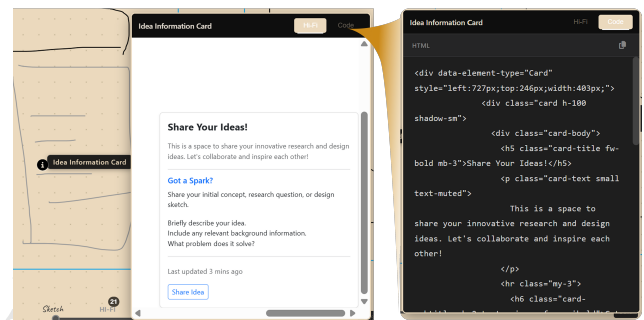 Idea Information Card
Hi-Fi
Code
Share Your Ideas!
This is a space to share your innovative research and design
ideas. Let's collaborate and inspire each other!
Got a Spark?
Share your initial concept, research question, or design
sketch.
Briefly describe your idea.
Include any relevant background information.
What problem does it solve?
Last updated 3 mins ago
Share Idea
Idea Information Card
Sketch
21
Hi-Fi
Idea Information Card
Hi-Fi
Code
HTML
<div data-element-type="Card"
style="left:727px;top:246px;width:403px;">
<div class="card h-100
shadow-sm">
<div class="card-body">
<h5 class="card-title fw-
bold mb-3">Share Your Ideas!</h5>
<p class="card-text small
text-muted">
This is a space to
share your innovative research and design
ideas. Let's collaborate and inspire each
other!
</p>
<hr class="my-3">
<h6 class="card-